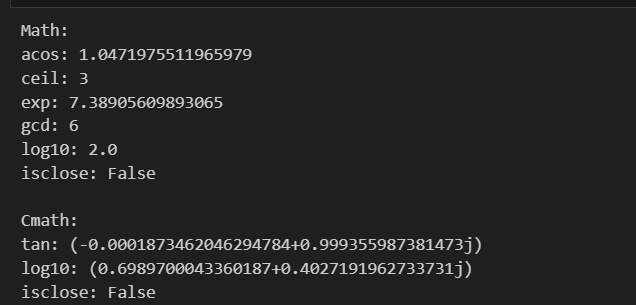 Math:
acos: 1.0471975511965979
ceil: 3
exp: 7.38905609893065
gcd: 6
log10: 2.0
isclose: False
Cmath:
tan: (-0.0001873462046294784+0.999355987381473j)
log10: (0.6989700043360187+0.4027191962733731j)
isclose: False